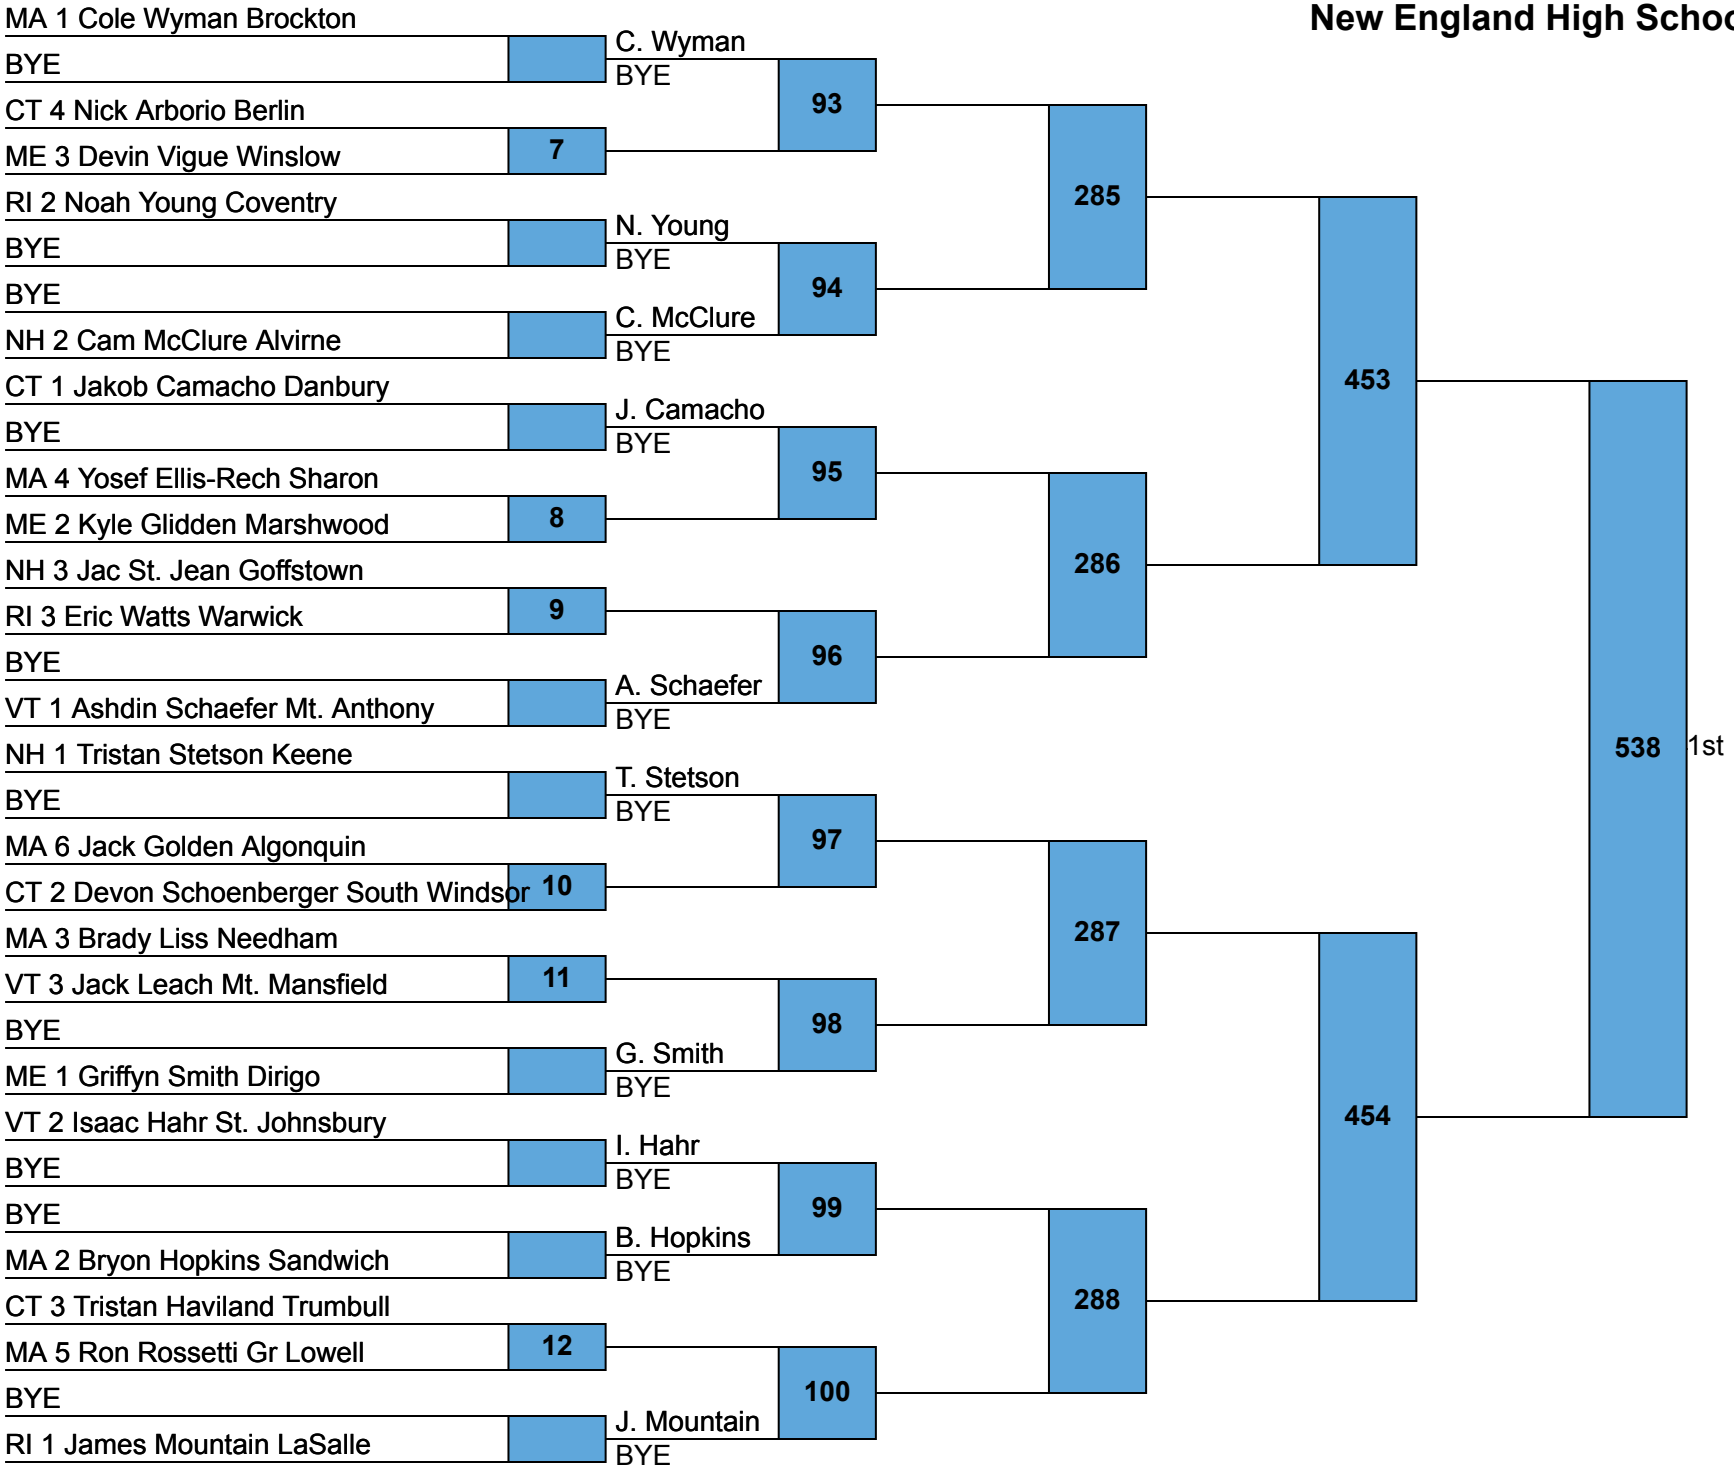 New England High Schoo
MA 1 Cole Wyman Brockton
C. Wyman
BYE
BYE
93
CT 4 Nick Arborio Berlin
7
ME 3 Devin Vigue Winslow
285
RI 2 Noah Young Coventry
N. Young
BYE
BYE
94
BYE
C. McClure
NH 2 Cam McClure Alvirne
BYE
453
CT 1 Jakob Camacho Danbury
J. Camacho
BYE
BYE
95
MA 4 Yosef Ellis-Rech Sharon
8
ME 2 Kyle Glidden Marshwood
286
NH 3 Jac St. Jean Goffstown
9
RI 3 Eric Watts Warwick
96
BYE
A. Schaefer
VT 1 Ashdin Schaefer Mt. Anthony
BYE
538 1st
NH 1 Tristan Stetson Keene
T. Stetson
BYE
BYE
97
MA 6 Jack Golden Algonquin
10
CT 2 Devon Schoenberger South Windsor
287
MA 3 Brady Liss Needham
11
VT 3 Jack Leach Mt. Mansfield
98
BYE
G. Smith
ME 1 Griffyn Smith Dirigo
BYE
454
VT 2 Isaac Hahr St. Johnsbury
I. Hahr
BYE
BYE
99
BYE
B. Hopkins
MA 2 Bryon Hopkins Sandwich
BYE
288
CT 3 Tristan Haviland Trumbull
12
MA 5 Ron Rossetti Gr Lowell
100
BYE
J. Mountain
RI 1 James Mountain LaSalle
BYE